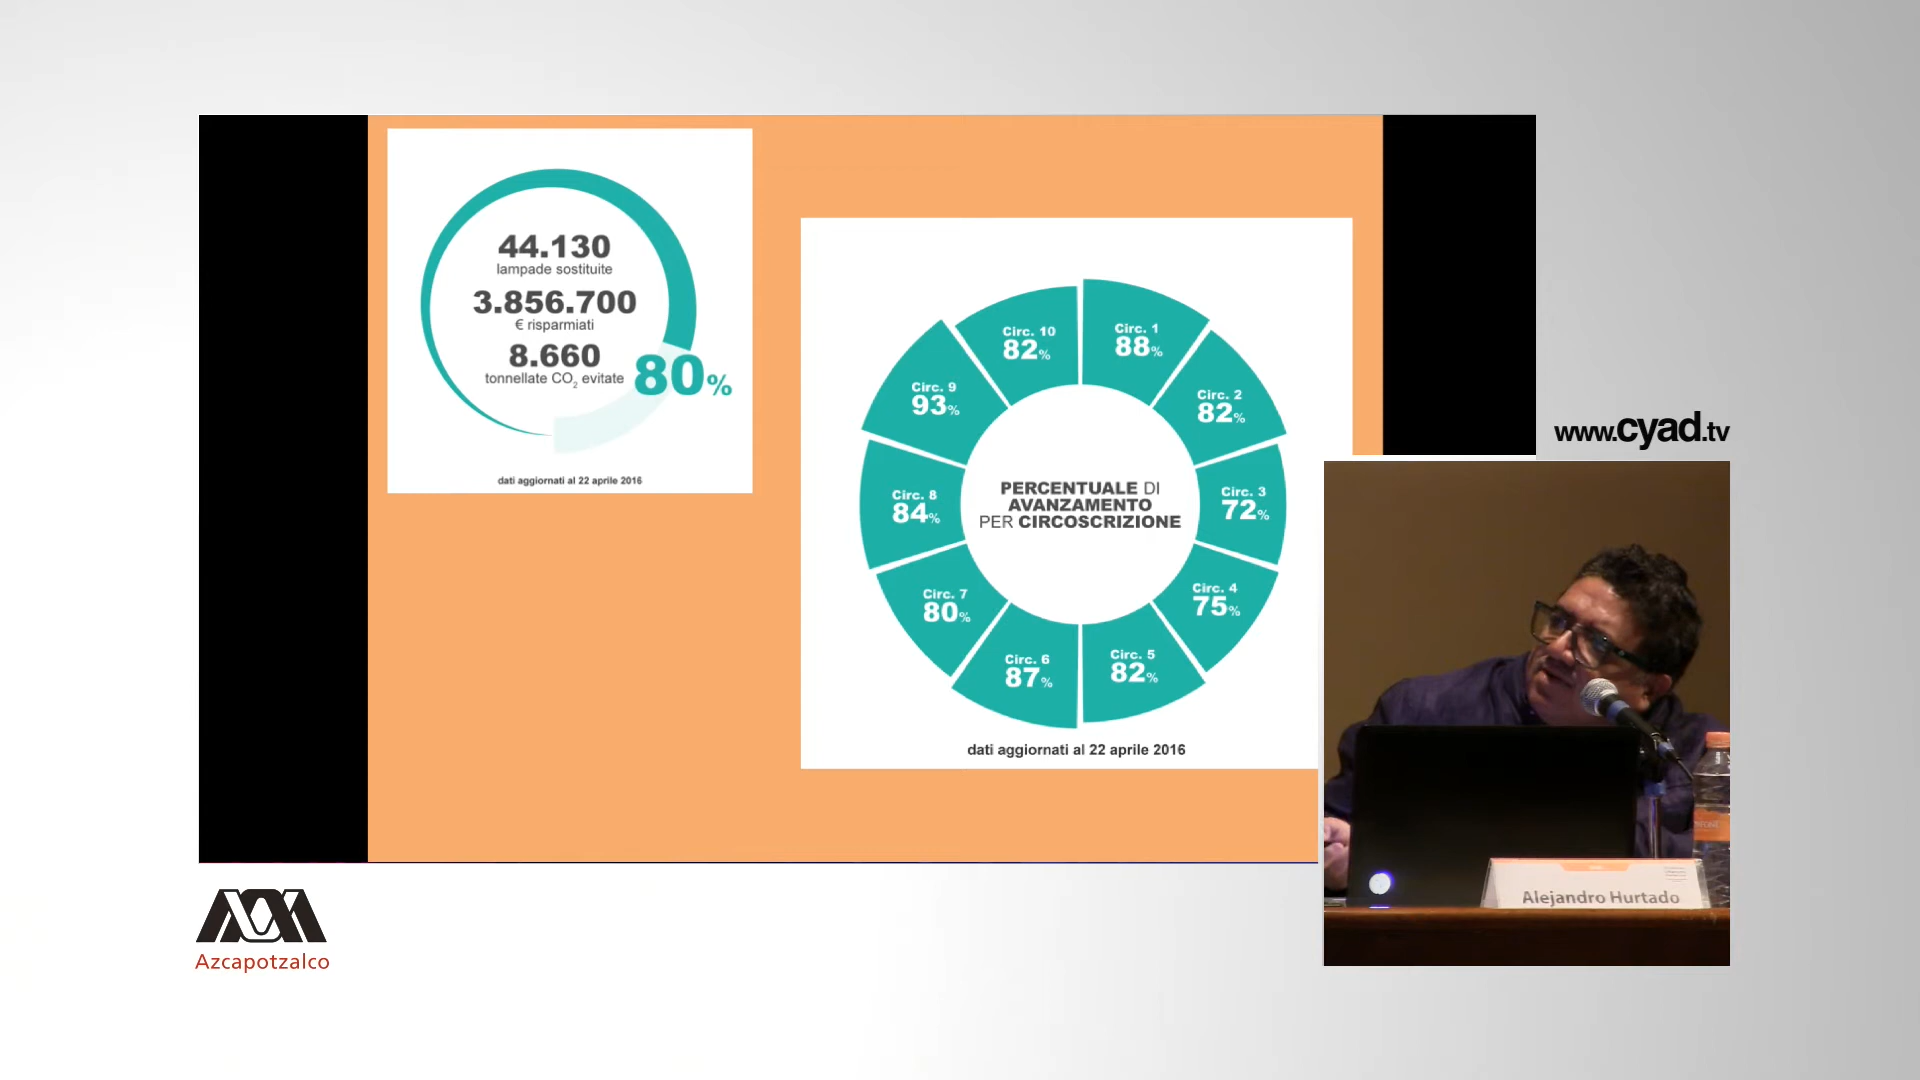 44.130
lampade sostituite
3.856.700
€ risparmiati
8.660
tonnellate CO2 evitate
80%
dati aggiornati al 22 aprile 2016
Circ. 1
88%
Circ. 2
82%
Circ. 3
72%
Circ. 4
75%
Circ. 5
82%
Circ. 6
87%
Circ. 7
80%
Circ. 8
84%
Circ. 9
93%
Circ. 10
82%
PERCENTUALE DI
AVANZAMENTO
PER CIRCOSCRIZIONE
dati aggiornati al 22 aprile 2016
www.cyad.tv
Alejandro Hurtado
Azcapotzalco